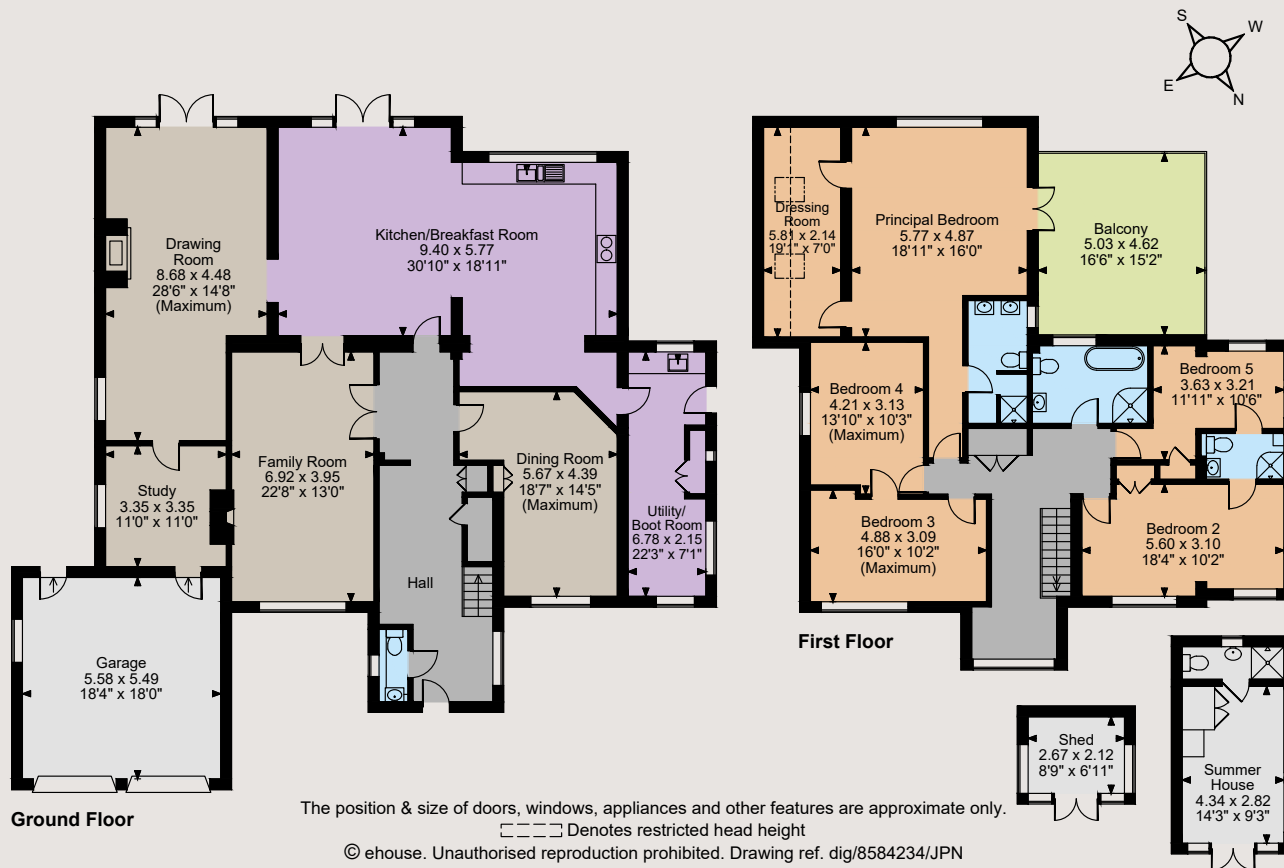 S
W
E
N
Drawing
Room
8.68 x 4.48
28'6" x 14'8"
(Maximum)
Kitchen/Breakfast Room
9.40 x 5.77
30'10" x 18'11"
Study
3.35 x 3.35
11'0" x 11'0"
Family Room
6.92 x 3.95
22'8" x 13'0"
Dining Room
5.67 x 4.39
18'7" x 14'5"
(Maximum)
Utility/
Boot Room
6.78 x 2.15
22'3" x 7'1"
Hall
Garage
5.58 x 5.49
18'4" x 18'0"
Ground Floor
Dressing
Room
5.81 x 2.14
19'1" x 7'0"
Principal Bedroom
5.77 x 4.87
18'11" x 16'0"
Balcony
5.03 x 4.62
16'6" x 15'2"
Bedroom 4
4.21 x 3.13
13'10" x 10'3"
(Maximum)
Bedroom 5
3.63 x 3.21
11'11" x 10'6"
Bedroom 3
4.88 x 3.09
16'0" x 10'2"
(Maximum)
Bedroom 2
5.60 x 3.10
18'4" x 10'2"
First Floor
Shed
2.67 x 2.12
8'9" x 6'11"
Summer
House
4.34 x 2.82
14'3" x 9'3"
The position & size of doors, windows, appliances and other features are approximate only.
Denotes restricted head height
© ehouse. Unauthorised reproduction prohibited. Drawing ref. dig/8584234/JPN